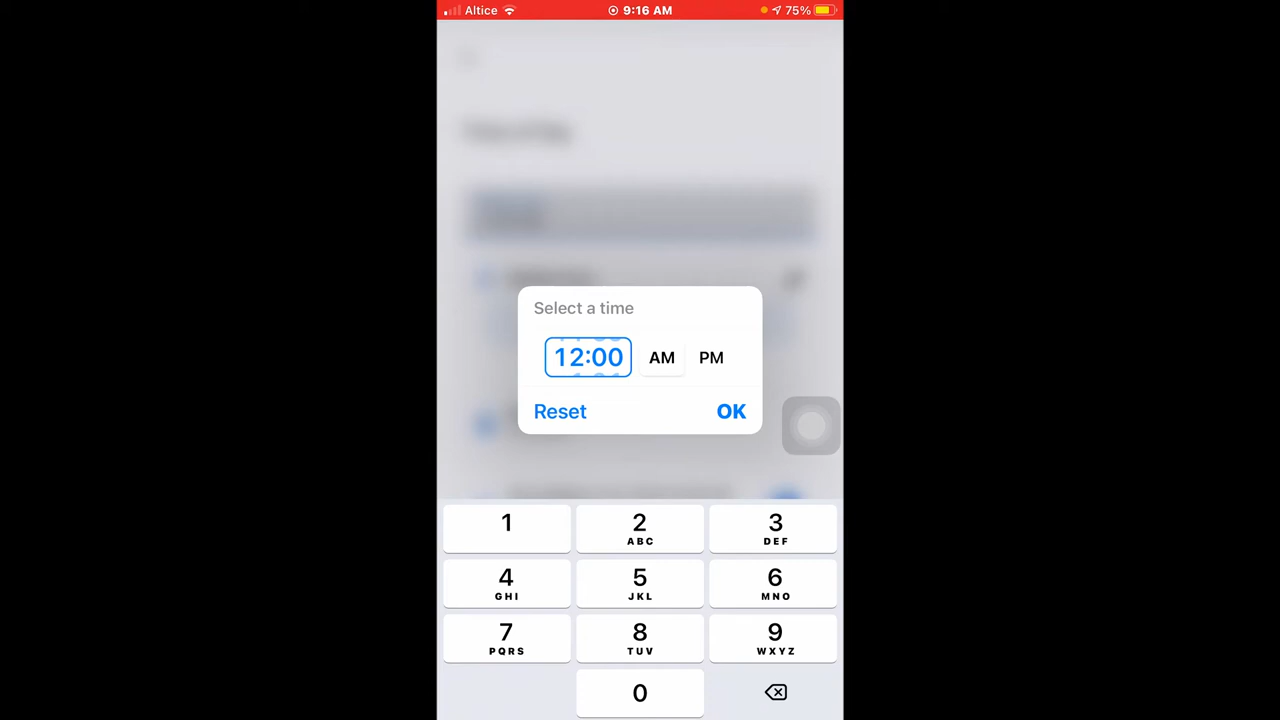 Altice 9:16 AM 75%
Select a time
12:00 AM PM
Reset OK
1 2 3
ABC DEF
4 5 6
GHI JKL MNO
7 8 9
PQRS TUV WXYZ
0